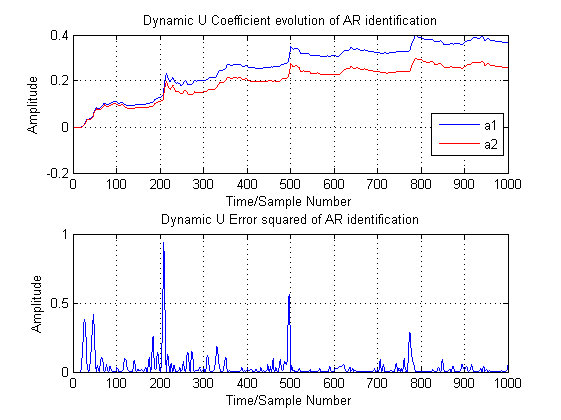 Dynamic U Coefficient evolution of AR identification
0.4
0.2
0
-0.2
Amplitude
a1
a2
0 100 200 300 400 500 600 700 800 900 1000
Time/Sample Number
Dynamic U Error squared of AR identification
1
0.5
0
Amplitude
0 100 200 300 400 500 600 700 800 900 1000
Time/Sample Number